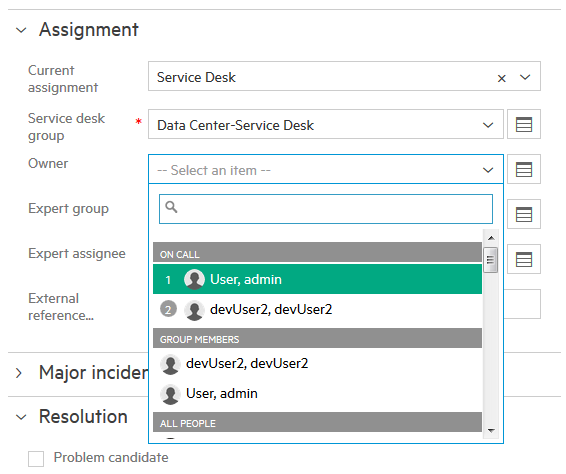 Assignment
Current assignment
Service Desk
Service desk group
*
Data Center-Service Desk
Owner
-- Select an item --
Expert group
ON CALL
Expert assignee
1 User, admin
2 devUser2, devUser2
External reference...
GROUP MEMBERS
devUser2, devUser2
Major inciden
User, admin
Resolution
ALL PEOPLE
Problem candidate